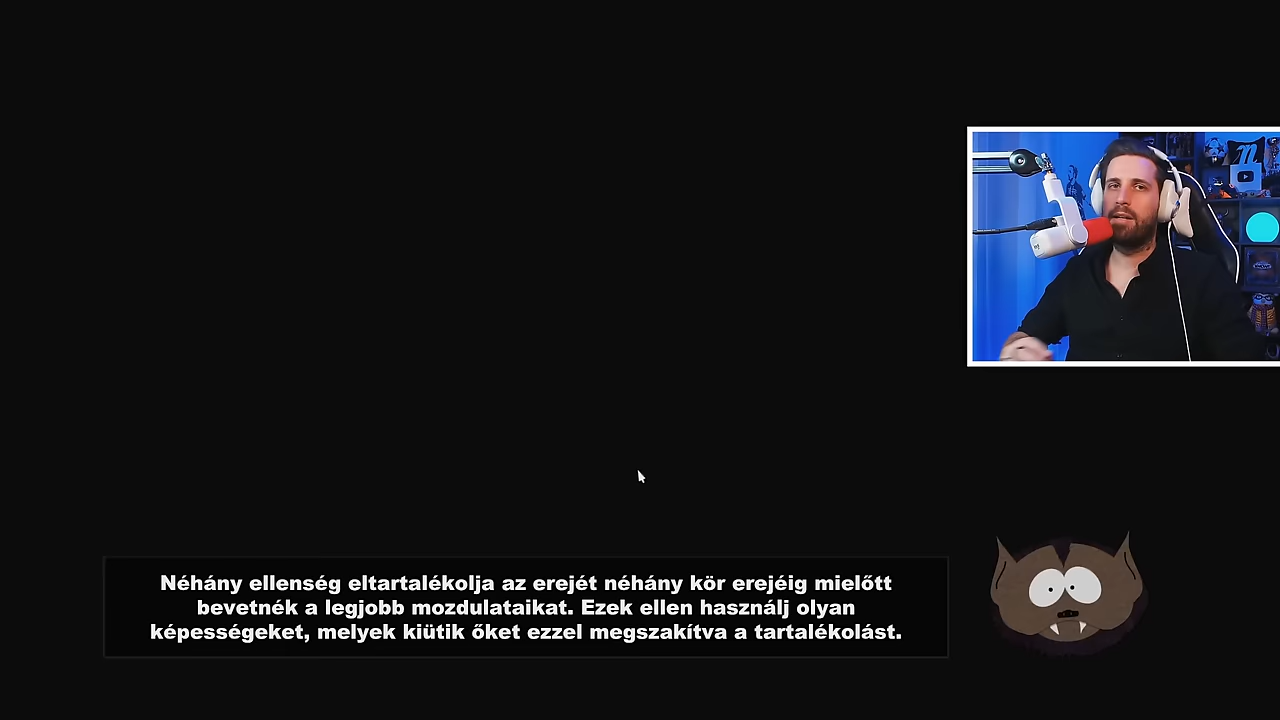 Néhány ellenség eltartalékolja az erejét néhány kör erejéig mielőtt
bevetnék a legjobb mozdulataikat. Ezek ellen használj olyan
képességeket, melyek kiütik őket ezzel megszakítva a tartalékolást.